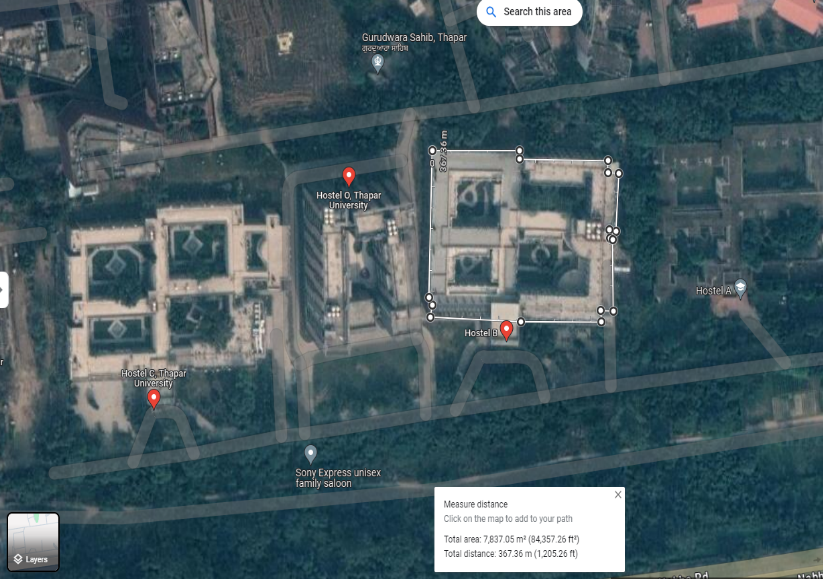 Search this area
Gurudwara Sahib, Thapar
ਗੁਰਦੁਆਰਾ ਸਾਹਿਬ
367.36 m
Hostel O, Thapar
University
Hostel A
Hostel B
Hostel C, Thapar
University
Sony Express unisex
family saloon
Measure distance
Click on the map to add to your path
Total area: 7,837.05 m² (84,357.26 ft²)
Total distance: 367.36 m (1,205.26 ft)
Layers